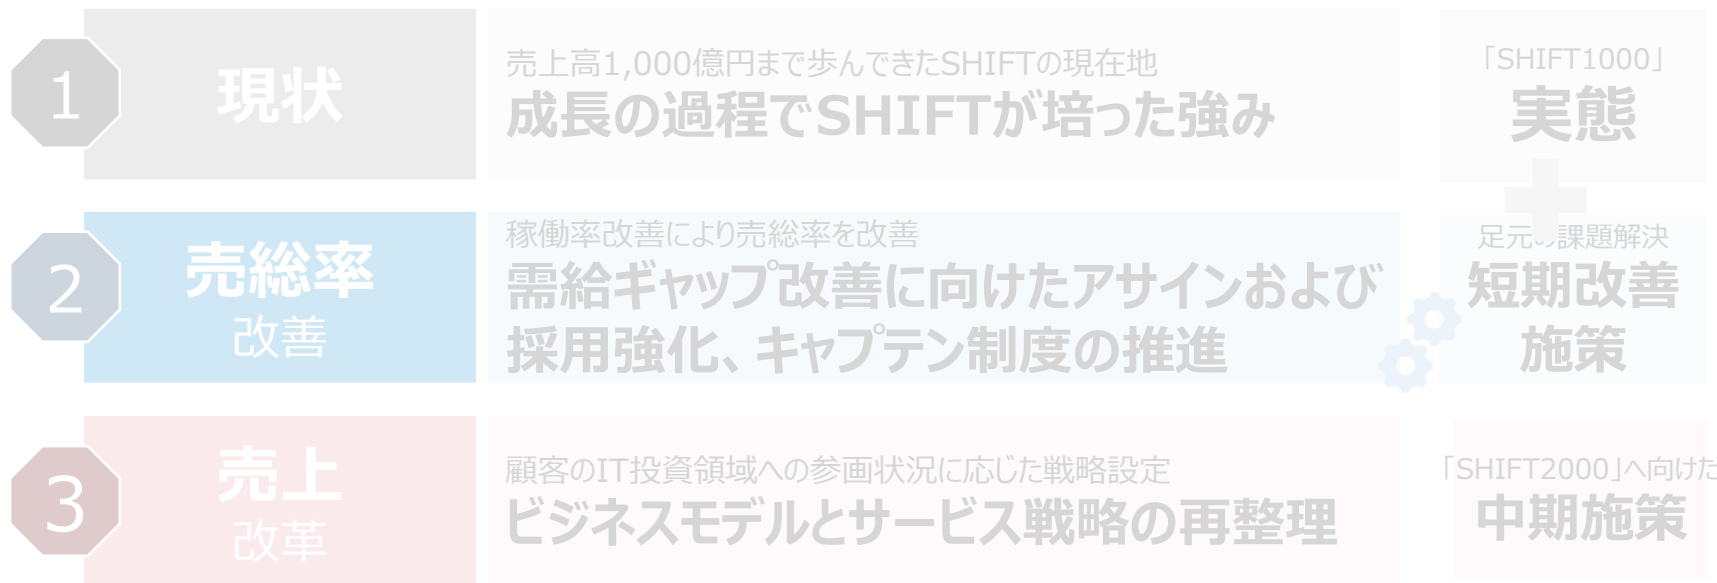 1
現状
売上高1,000億円まで歩んできたSHIFTの現在地
成長の過程でSHIFTが培った強み
「SHIFT1000」
実態
2
売総率
改善
稼働率改善により売総率を改善
需給ギャップ改善に向けたアサインおよび
採用強化、キャプテン制度の推進
足元の課題解決
短期改善
施策
3
売上
改革
顧客のIT投資領域への参画状況に応じた戦略設定
ビジネスモデルとサービス戦略の再整理
「SHIFT2000」へ向けた
中期施策